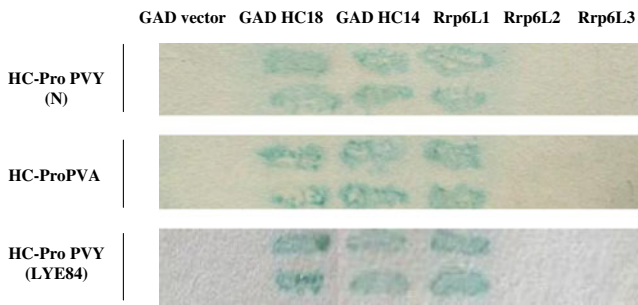 GAD vector GAD HC18 GAD HC14 Rrp6L1 Rrp6L2 Rrp6L3
HC-Pro PVY
(N)
HC-ProPVA
HC-Pro PVY
(LYE84)